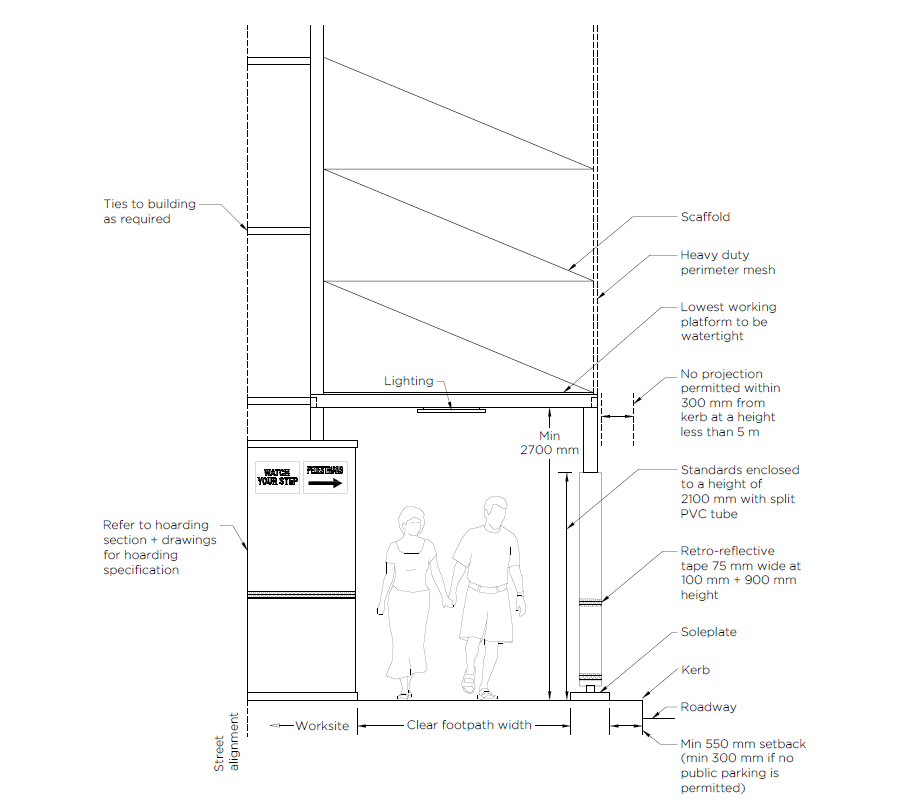 Ties to building
as required
Scaffold
Heavy duty
perimeter mesh
Lowest working
platform to be
watertight
Lighting
No projection
permitted within
300 mm from
kerb at a height
less than 5 m
Min
2700 mm
WATCH
YOUR STEP
PEDESTRIANS
Standards enclosed
to a height of
2100 mm with split
PVC tube
Refer to hoarding
section + drawings
for hoarding
specification
Retro-reflective
tape 75 mm wide at
100 mm + 900 mm
height
Soleplate
Kerb
Roadway
Street
alignment
Worksite
Clear footpath width
Min 550 mm setback
(min 300 mm if no
public parking is
permitted)